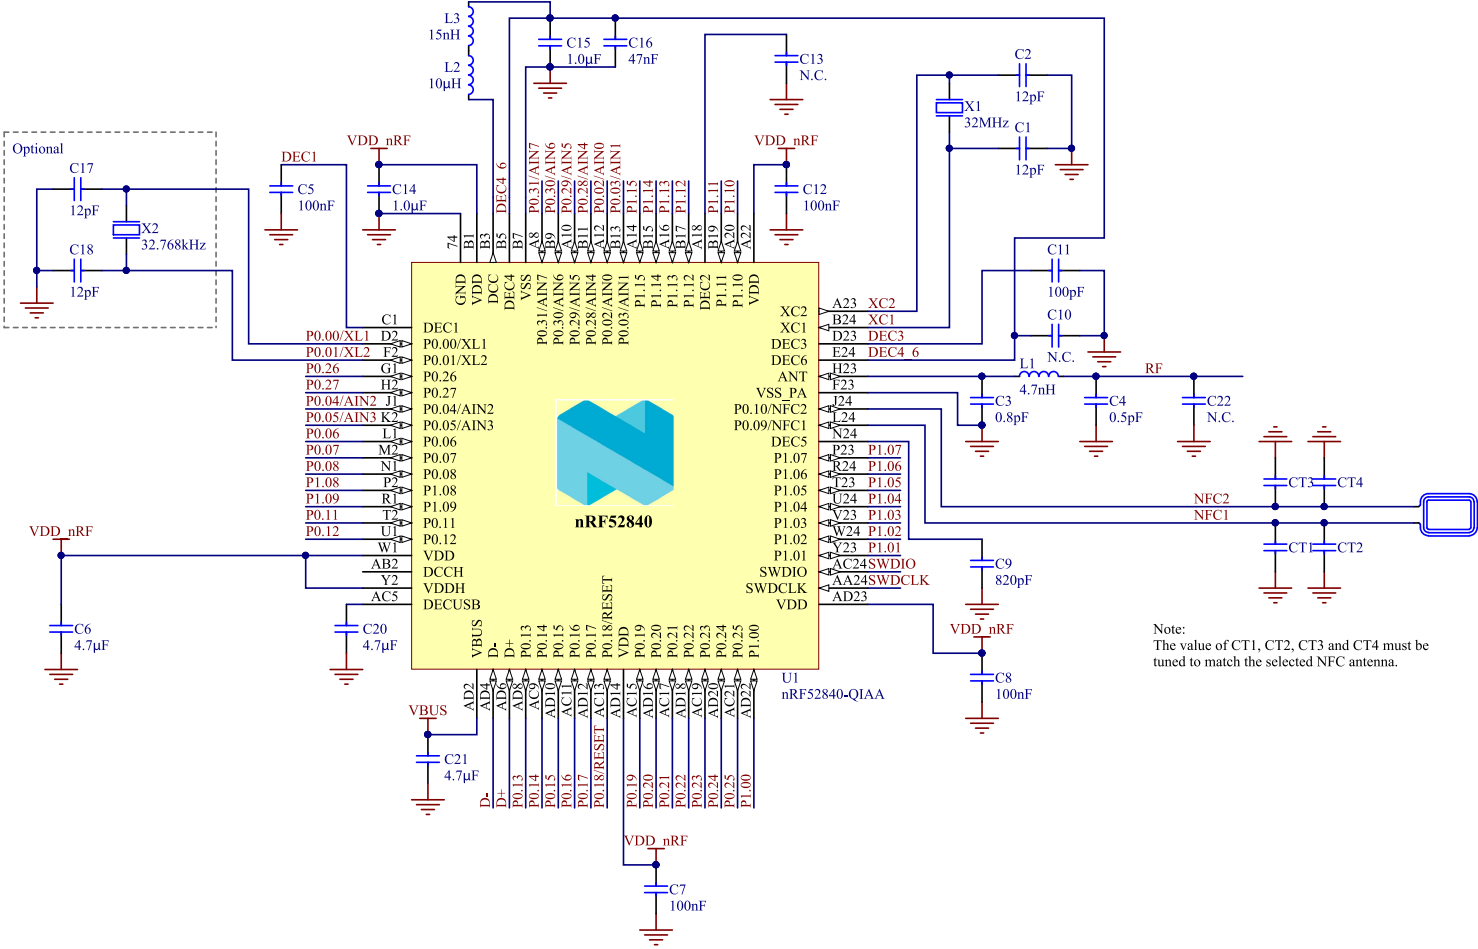 L3
15nH
L2
10µH
C15
1.0µF
C16
47nF
C13
N.C.
C2
12pF
X1
32MHz
C1
12pF
Optional
C17
12pF
X2
32.768kHz
C18
12pF
DEC1
C5
100nF
VDD_nRF
C14
1.0µF
DEC4_6
P0.31/AIN7
P0.30/AIN6
P0.29/AIN5
P0.28/AIN4
P0.02/AIN0
P0.03/AIN1
P1.15
P1.14
P1.13
P1.12
P1.11
P1.10
VDD_nRF
C12
100nF
74
B1
B3
B5
B7
A8
B9
A10
B11
A12
B13
A14
B15
A16
B17
A18
B19
A20
A22
GND
VDD
DCC
DEC4
VSS
P0.31/AIN7
P0.30/AIN6
P0.29/AIN5
P0.28/AIN4
P0.02/AIN0
P0.03/AIN1
P1.15
P1.14
P1.13
P1.12
DEC2
P1.11
P1.10
VDD
C11
100pF
C10
N.C.
C1 DEC1
P0.00/XL1 D2 P0.00/XL1
P0.01/XL2 F2 P0.01/XL2
P0.26 G1 P0.26
P0.27 H2 P0.27
P0.04/AIN2 J1 P0.04/AIN2
P0.05/AIN3 K2 P0.05/AIN3
P0.06 L1 P0.06
P0.07 M2 P0.07
P0.08 N1 P0.08
P1.08 P2 P1.08
P1.09 R1 P1.09
P0.11 T2 P0.11
P0.12 U1 P0.12
VDD_nRF
W1 VDD
AB2 DCCH
Y2 VDDH
AC5 DECUSB
XC2 A23 XC2
XC1 B24 XC1
DEC3 D23 DEC3
DEC6 E24 DEC4_6
ANT H23
VSS_PA F23
P0.10/NFC2 J24
P0.09/NFC1 L24
DEC5 N24
P1.07 P23 P1.07
P1.06 R24 P1.06
P1.05 T23 P1.05
P1.04 U24 P1.04
P1.03 V23 P1.03
P1.02 W24 P1.02
P1.01 Y23 P1.01
SWDIO AC24 SWDIO
SWDCLK AA24 SWDCLK
VDD AD23
nRF52840
L1
4.7nH
RF
C3
0.8pF
C4
0.5pF
C22
N.C.
CT3
CT4
NFC2
NFC1
CT1
CT2
C9
820pF
VDD_nRF
C8
100nF
Note:
The value of CT1, CT2, CT3 and CT4 must be
tuned to match the selected NFC antenna.
C6
4.7µF
C20
4.7µF
VBUS
D-
D+
P0.13
P0.14
P0.15
P0.16
P0.17
P0.18/RESET
VDD
P0.19
P0.20
P0.21
P0.22
P0.23
P0.24
P0.25
P1.00
U1
nRF52840-QIAA
AD2
AD4
AD6
AD8
AC9
AD10
AC11
AD12
AC13
AD14
AC15
AD16
AC17
AD18
AC19
AD20
AC21
AD22
VBUS
C21
4.7µF
D-
D+
P0.13
P0.14
P0.15
P0.16
P0.17
P0.18/RESET
P0.19
P0.20
P0.21
P0.22
P0.23
P0.24
P0.25
P1.00
VDD_nRF
C7
100nF